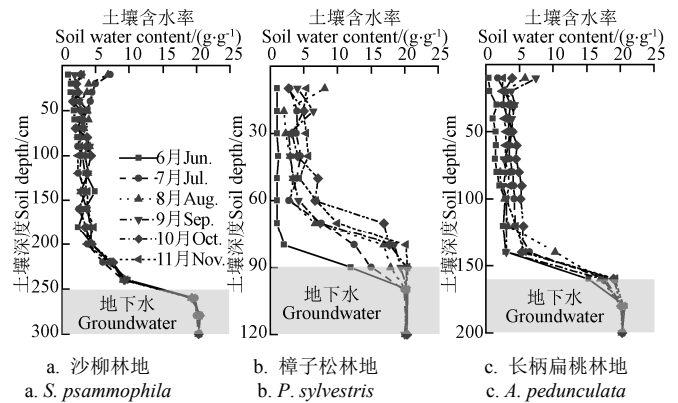 土壤含水率
Soil water content/(g·g⁻¹)
0 5 10 15 20 25
土壤深度Soil depth/cm
50
100
150
200
250
300
6月Jun.
7月Jul.
8月Aug.
9月Sep.
10月Oct.
11月Nov.
地下水
Groundwater
a. 沙柳林地
a. S. psammophila
土壤含水率
Soil water content/(g·g⁻¹)
0 5 10 15 20 25
土壤深度Soil depth/cm
30
60
90
120
地下水
Groundwater
b. 樟子松林地
b. P. sylvestris
土壤含水率
Soil water content/(g·g⁻¹)
0 5 10 15 20 25
土壤深度Soil depth/cm
50
100
150
200
地下水
Groundwater
c. 长柄扁桃林地
c. A. pedunculata